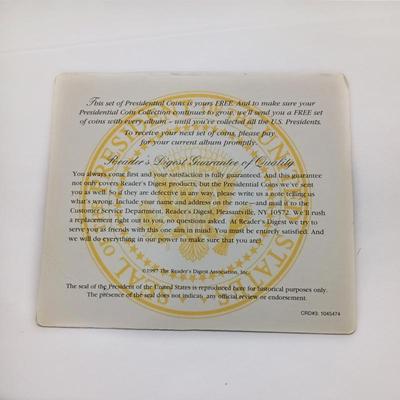 This set of Presidential Coins is yours FREE. And to make sure your
Presidential Coin Collection continues to grow, we'll send you a FREE set
of coins with every album – until you've collected all the U.S. Presidents.
To receive your next set of coins, please pay
for your current album promptly.
Reader's Digest Guarantee of Quality
You always come first and your satisfaction is fully guaranteed. And this guarantee
not only covers Reader's Digest products, but the Presidential Coins we've sent
you as well. So if they are defective in any way, please write us a note telling us
what's wrong. Include your name and address on the note—and mail it to the
Customer Service Department, Reader's Digest, Pleasantville, NY 10572. We'll rush
a replacement right out to you, no questions asked. At Reader's Digest we try to
serve you as friends with this one aim in mind: You must be entirely satisfied. And
we will do everything in our power to make sure that you are.
©1997 The Reader's Digest Association, Inc.
The seal of the President of the United States is reproduced here for historical purposes only.
The presence of the seal does not indicate any official review or endorsement.
CRD#3: 1045474
SEAL OF THE PRESIDENT OF THE UNITED STATES